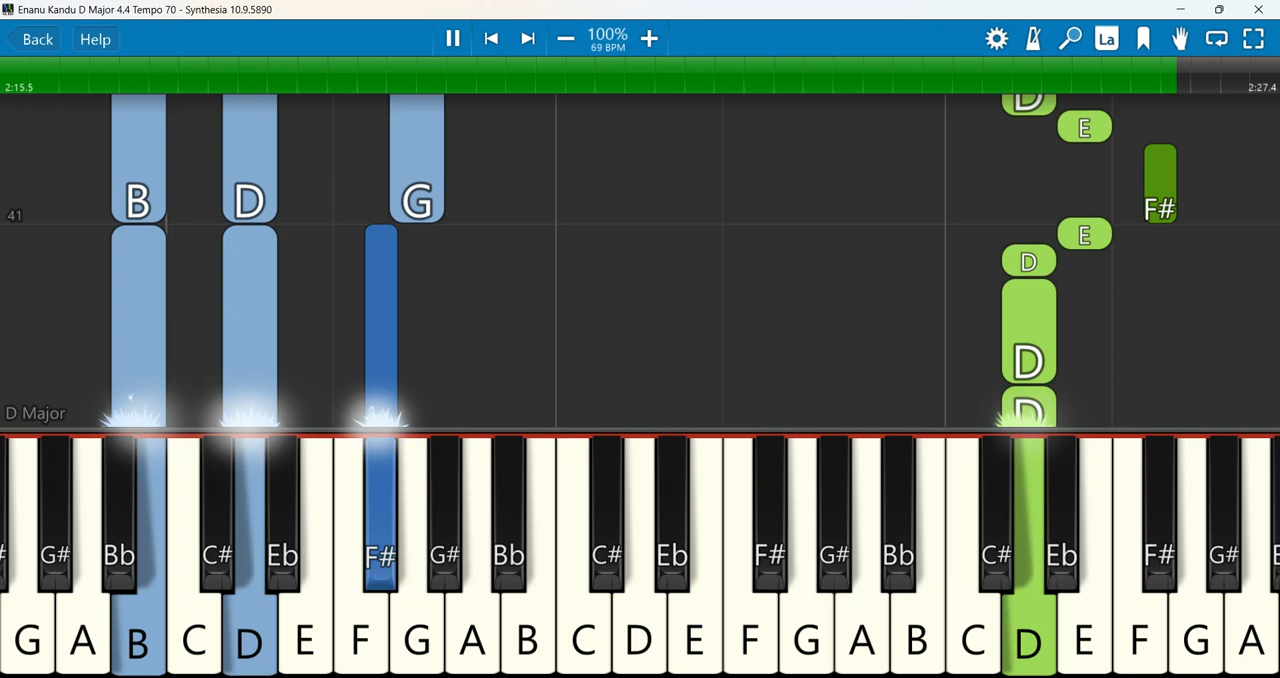 Enanu Kandu D Major 4.4 Tempo 70 - Synthesia 10.9.5890
Back Help 100% La
69 BPM
2:15.5 2:27.4
D
E
B D G F#
41
E
D
D
D
D Major
G# Bb C# Eb F# G# Bb C# Eb F# G# Bb C# Eb F# G#
G A B C D E F G A B C D E F G A B C D E F G A